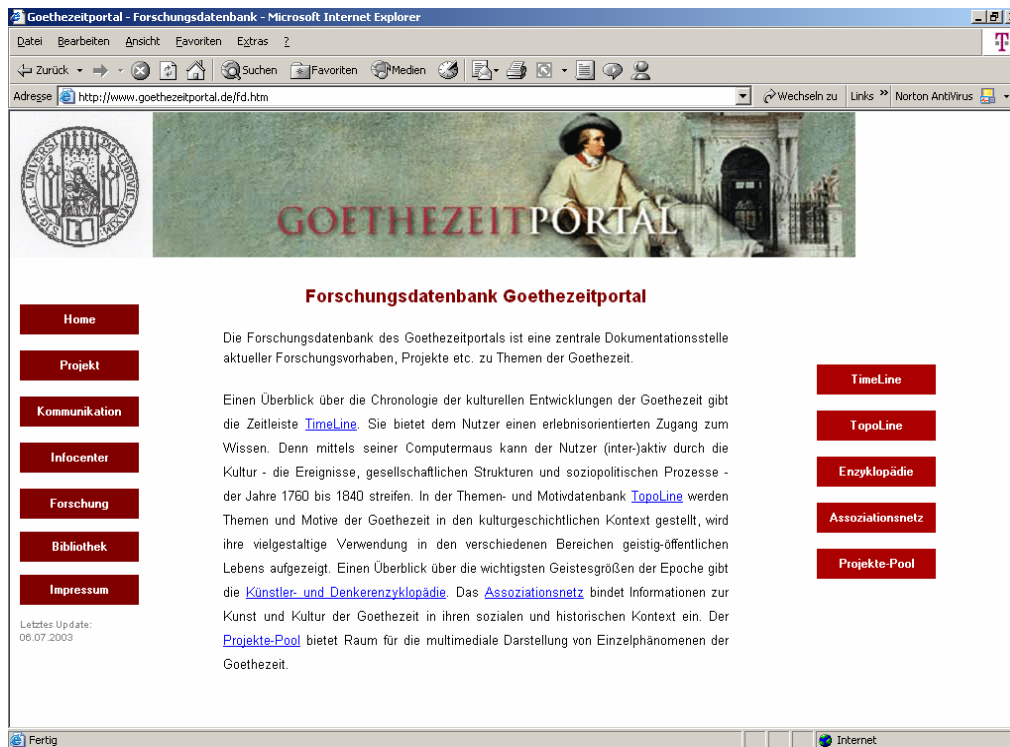 Goethezeitportal - Forschungsdatenbank - Microsoft Internet Explorer
Datei Bearbeiten Ansicht Favoriten Extras ?
Zurück Suchen Favoriten Medien
Adresse http://www.goethezeitportal.de/fd.htm Wechseln zu Links » Norton AntiVirus
GOETHEZEITPORTAL
Forschungsdatenbank Goethezeitportal
Home
Projekt
Kommunikation
Infocenter
Forschung
Bibliothek
Impressum
Letztes Update:
06.07.2003
Die Forschungsdatenbank des Goethezeitportals ist eine zentrale Dokumentationsstelle
aktueller Forschungsvorhaben, Projekte etc. zu Themen der Goethezeit.
Einen Überblick über die Chronologie der kulturellen Entwicklungen der Goethezeit gibt
die Zeitleiste TimeLine. Sie bietet dem Nutzer einen erlebnisorientierten Zugang zum
Wissen. Denn mittels seiner Computermaus kann der Nutzer (inter-)aktiv durch die
Kultur - die Ereignisse, gesellschaftlichen Strukturen und soziopolitischen Prozesse -
der Jahre 1760 bis 1840 streifen. In der Themen- und Motivdatenbank TopoLine werden
Themen und Motive der Goethezeit in den kulturgeschichtlichen Kontext gestellt, wird
ihre vielgestaltige Verwendung in den verschiedenen Bereichen geistig-öffentlichen
Lebens aufgezeigt. Einen Überblick über die wichtigsten Geistesgrößen der Epoche gibt
die Künstler- und Denkerenzyklopädie. Das Assoziationsnetz bindet Informationen zur
Kunst und Kultur der Goethezeit in ihren sozialen und historischen Kontext ein. Der
Projekte-Pool bietet Raum für die multimediale Darstellung von Einzelphänomenen der
Goethezeit.
TimeLine
TopoLine
Enzyklopädie
Assoziationsnetz
Projekte-Pool
Fertig Internet